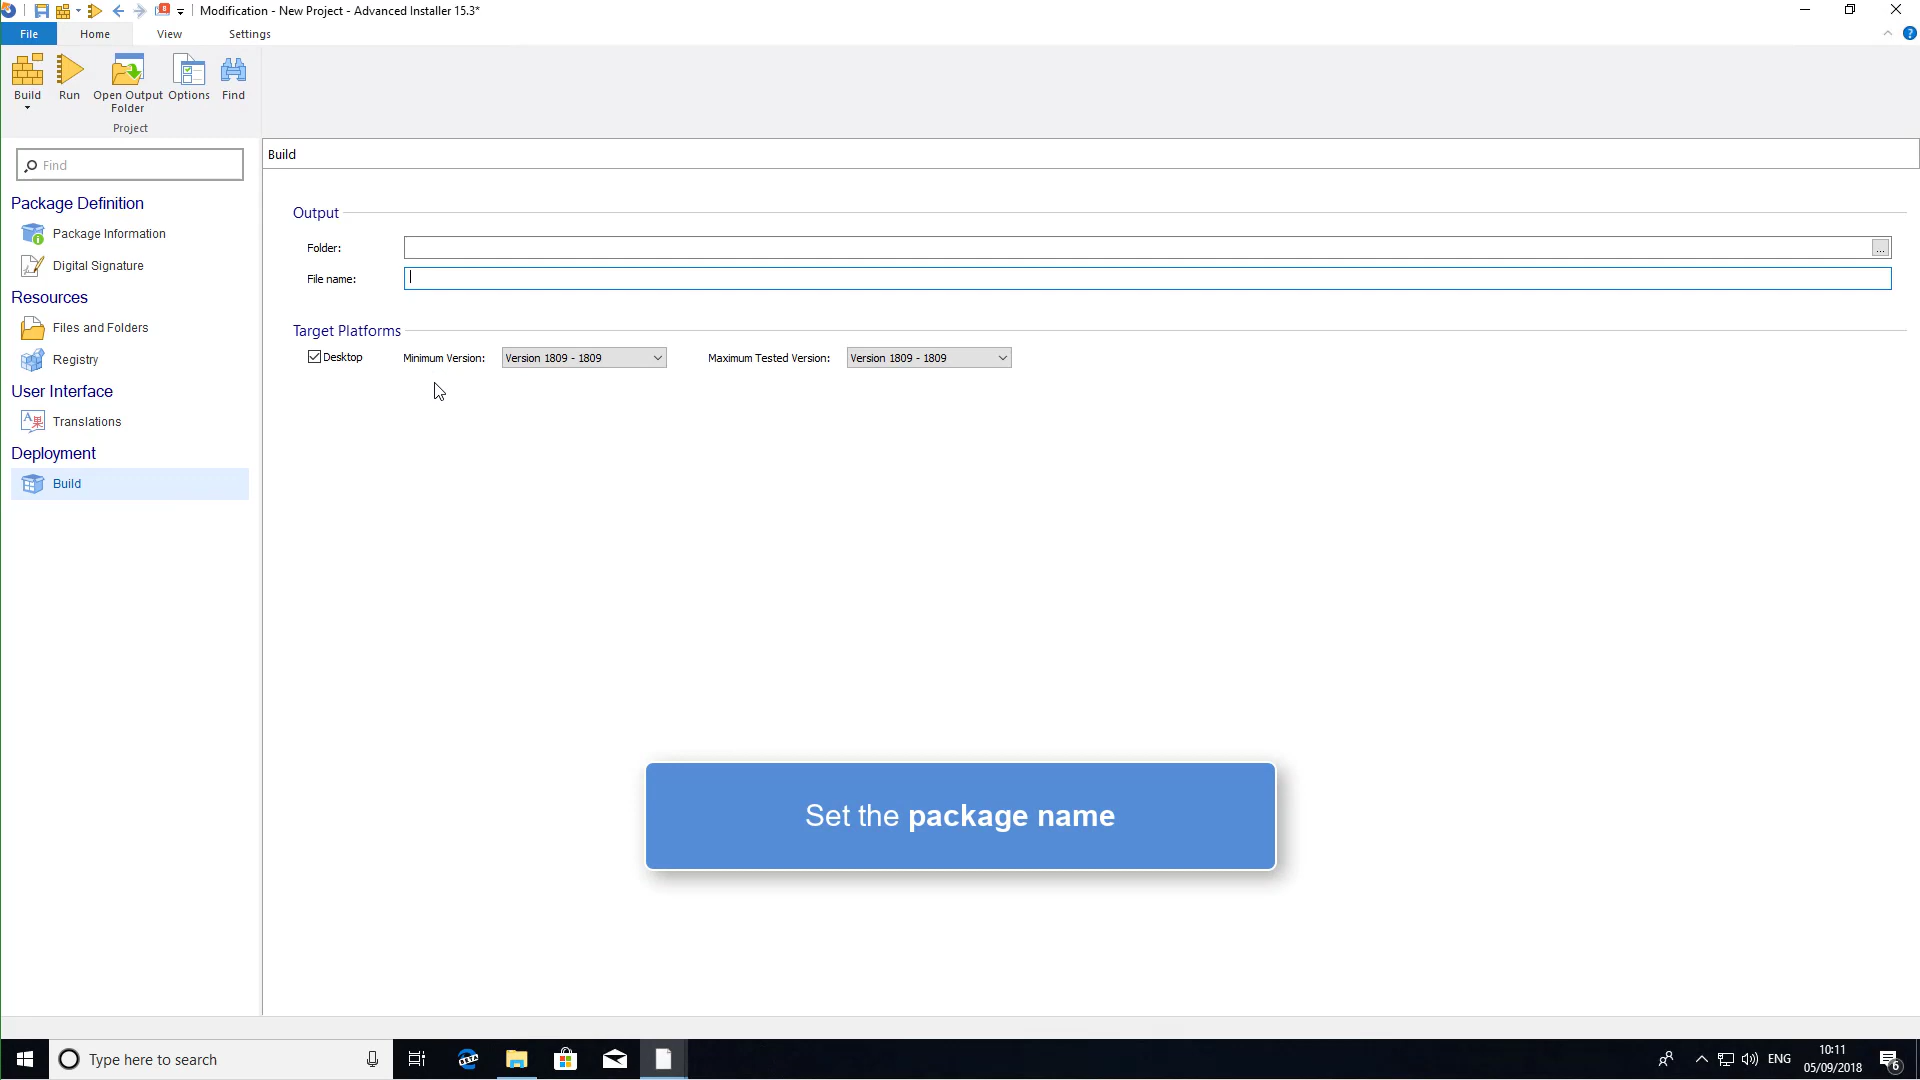 8
Modification - New Project - Advanced Installer 15.3*
File
Home
View
Settings
?
Build
Run
Open Output
Folder
Options
Find
Project
Find
Package Definition
Package Information
Digital Signature
Resources
Files and Folders
Registry
User Interface
Translations
Deployment
Build
Build
Output
Folder:
...
File name:
Target Platforms
Desktop
Minimum Version:
Version 1809 - 1809
Maximum Tested Version:
Version 1809 - 1809
Set the package name
Type here to search
BETA
ENG
10:11
05/09/2018
6